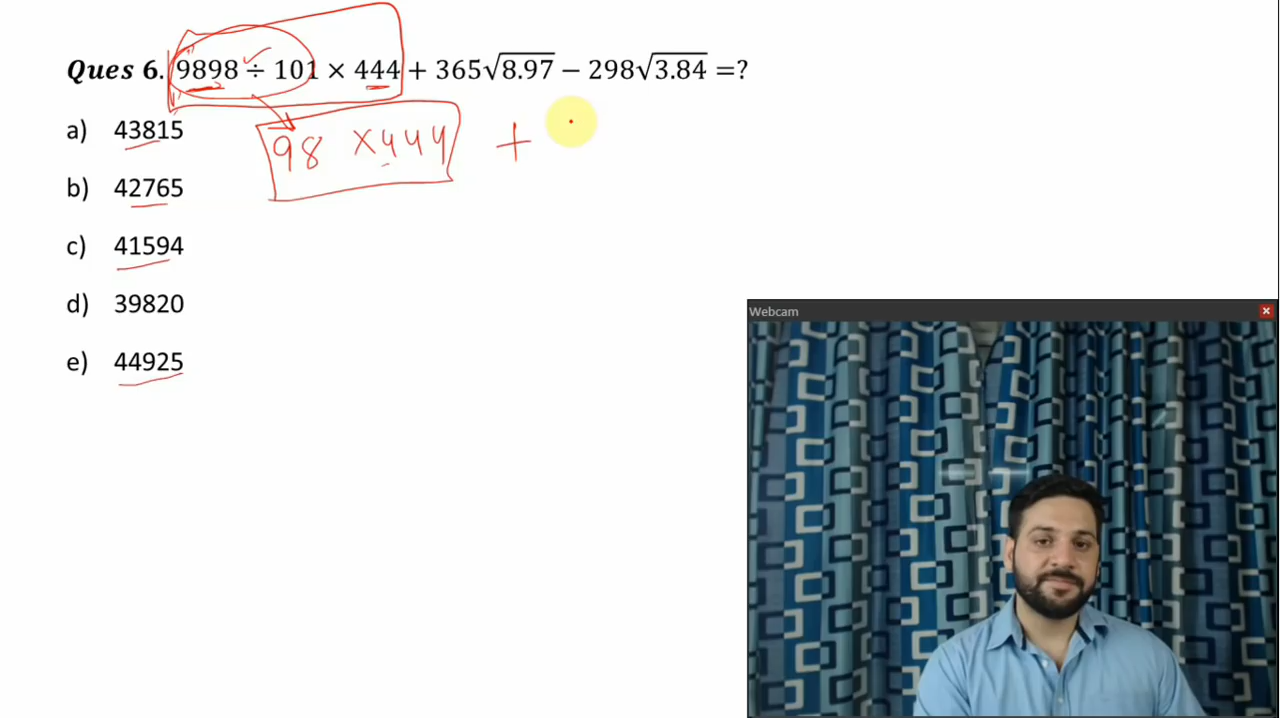 Ques 6. 9898 ÷ 101 × 444 + 365√8.97 − 298√3.84 =?
a) 43815
98 × 444 +
b) 42765
c) 41594
d) 39820
e) 44925
Webcam